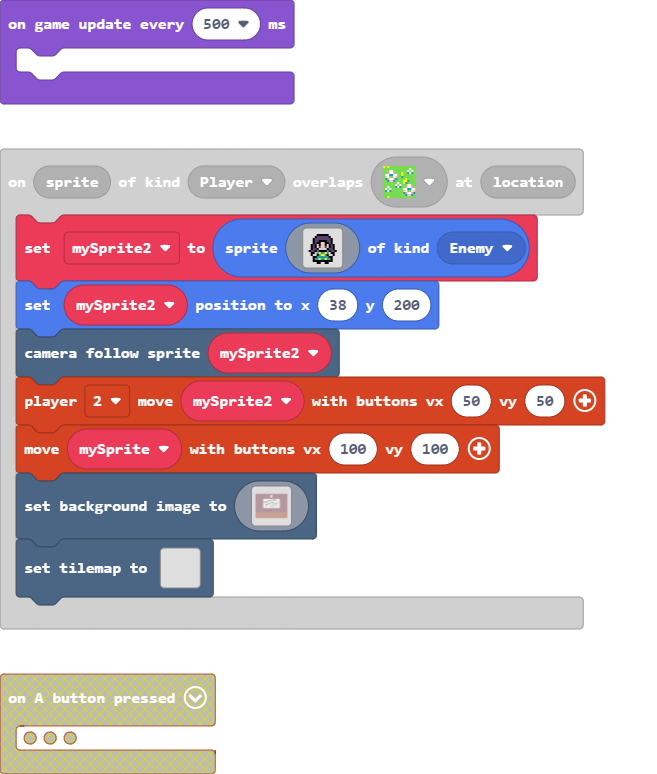 on game update every 500 ms
on sprite of kind Player overlaps at location
set mySprite2 to sprite of kind Enemy
set mySprite2 position to x 38 y 200
camera follow sprite mySprite2
player 2 move mySprite2 with buttons vx 50 vy 50
move mySprite with buttons vx 100 vy 100
set background image to
set tilemap to
on A button pressed